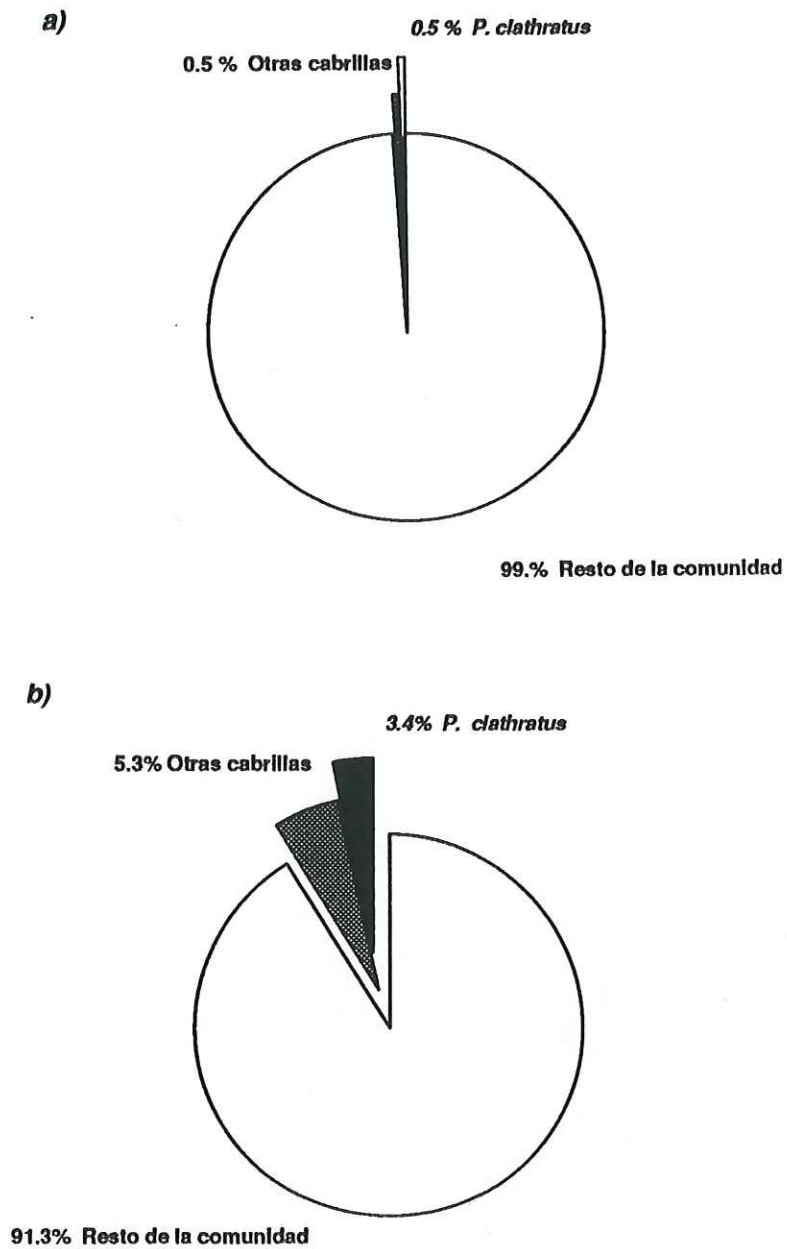 a)
0.5 % P. clathratus
0.5 % Otras cabrillas
99.% Resto de la comunidad
b)
3.4% P. clathratus
5.3% Otras cabrillas
91.3% Resto de la comunidad